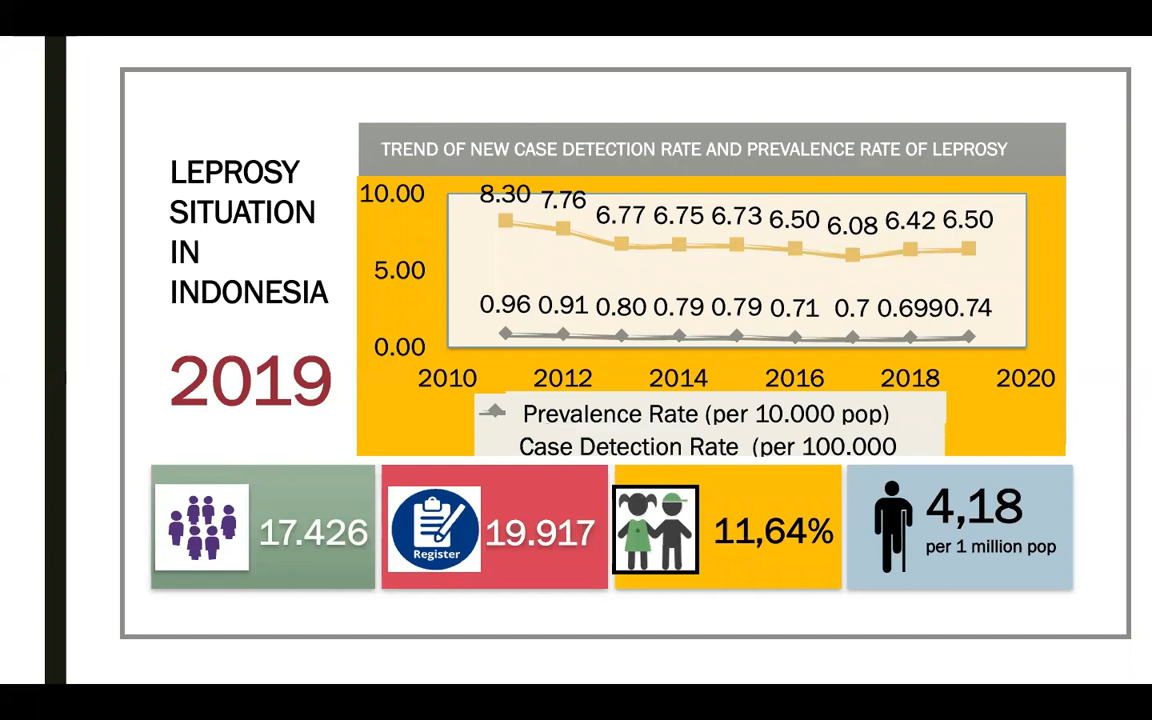 LEPROSY
SITUATION
IN
INDONESIA
2019
TREND OF NEW CASE DETECTION RATE AND PREVALENCE RATE OF LEPROSY
10.00
5.00
0.00
8.30 7.76 6.77 6.75 6.73 6.50 6.08 6.42 6.50
0.96 0.91 0.80 0.79 0.79 0.71 0.7 0.699 0.74
2010 2012 2014 2016 2018 2020
Prevalence Rate (per 10.000 pop)
Case Detection Rate (per 100.000
17.426
Register
19.917
11,64%
4,18
per 1 million pop